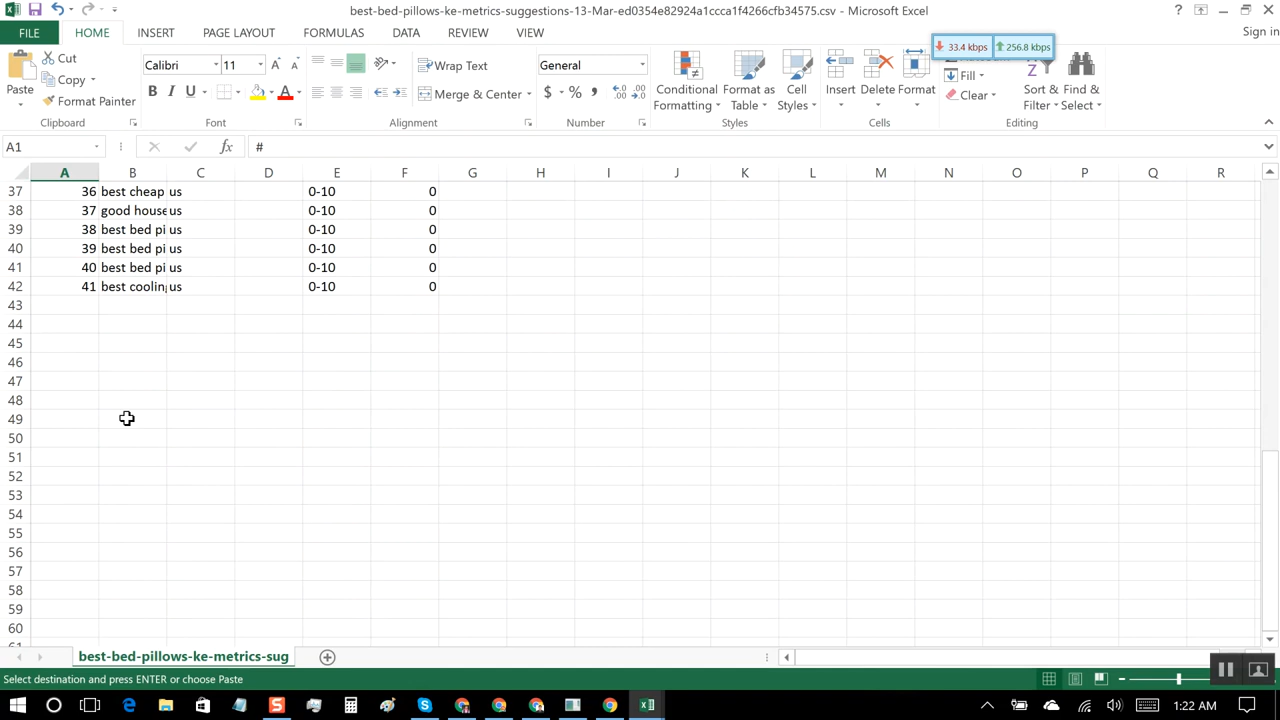 best-bed-pillows-ke-metrics-suggestions-13-Mar-ed0354e82924a1ccca1f4266cfb34575.csv - Microsoft Excel
?
FILE HOME INSERT PAGE LAYOUT FORMULAS DATA REVIEW VIEW Sign in
33.4 kbps 256.8 kbps
Paste
Cut
Copy
Format Painter
Clipboard
Calibri 11
B I U A
Font
Wrap Text
Merge & Center
Alignment
General
$ % ,
Number
Conditional Formatting
Format as Table
Cell Styles
Styles
Insert Delete Format
Cells
Fill
Clear
Sort & Filter
Find & Select
Editing
A1 fx #
A B C D E F G H I J K L M N O P Q R
37 36 best cheap us 0-10 0
38 37 good house us 0-10 0
39 38 best bed pi us 0-10 0
40 39 best bed pi us 0-10 0
41 40 best bed pi us 0-10 0
42 41 best cooling us 0-10 0
43
44
45
46
47
48
49
50
51
52
53
54
55
56
57
58
59
60
61
best-bed-pillows-ke-metrics-sug
Select destination and press ENTER or choose Paste
1:22 AM